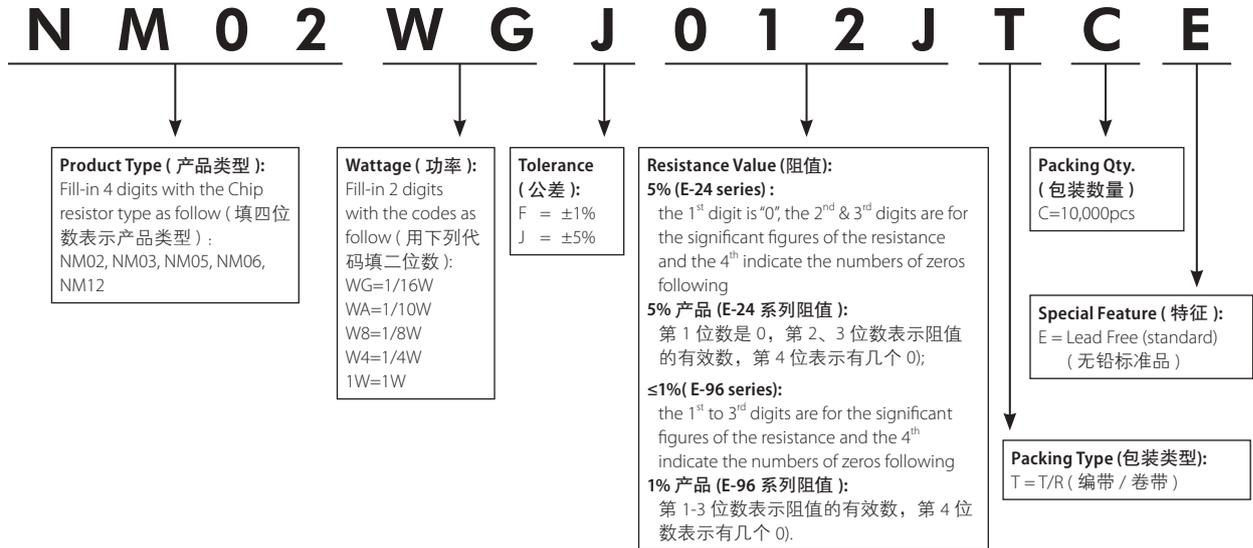 N M 0 2 W G J 0 1 2 J T C E
Product Type ( 产品类型 ):
Fill-in 4 digits with the Chip
resistor type as follow ( 填四位
数表示产品类型 ) :
NM02, NM03, NM05, NM06,
NM12
Wattage ( 功率 ):
Fill-in 2 digits
with the codes as
follow ( 用下列代
码填二位数 ):
WG=1/16W
WA=1/10W
W8=1/8W
W4=1/4W
1W=1W
Tolerance
( 公差 ):
F = ±1%
J = ±5%
Resistance Value (阻值):
5% (E-24 series) :
the 1st digit is “0”, the 2nd & 3rd digits are for
the significant figures of the resistance
and the 4th indicate the numbers of zeros
following
5% 产品 (E-24 系列阻值 ):
第 1 位数是 0，第 2、3 位数表示阻值
的有效数，第 4 位表示有几个 0);
≤1%( E-96 series):
the 1st to 3rd digits are for the significant
figures of the resistance and the 4th
indicate the numbers of zeros following
1% 产品 (E-96 系列阻值 ):
第 1-3 位数表示阻值的有效数，第 4 位
数表示有几个 0).
Packing Qty.
( 包装数量 )
C=10,000pcs
Special Feature ( 特征 ):
E = Lead Free (standard)
( 无铅标准品 )
Packing Type (包装类型):
T = T/R ( 编带 / 卷带 )